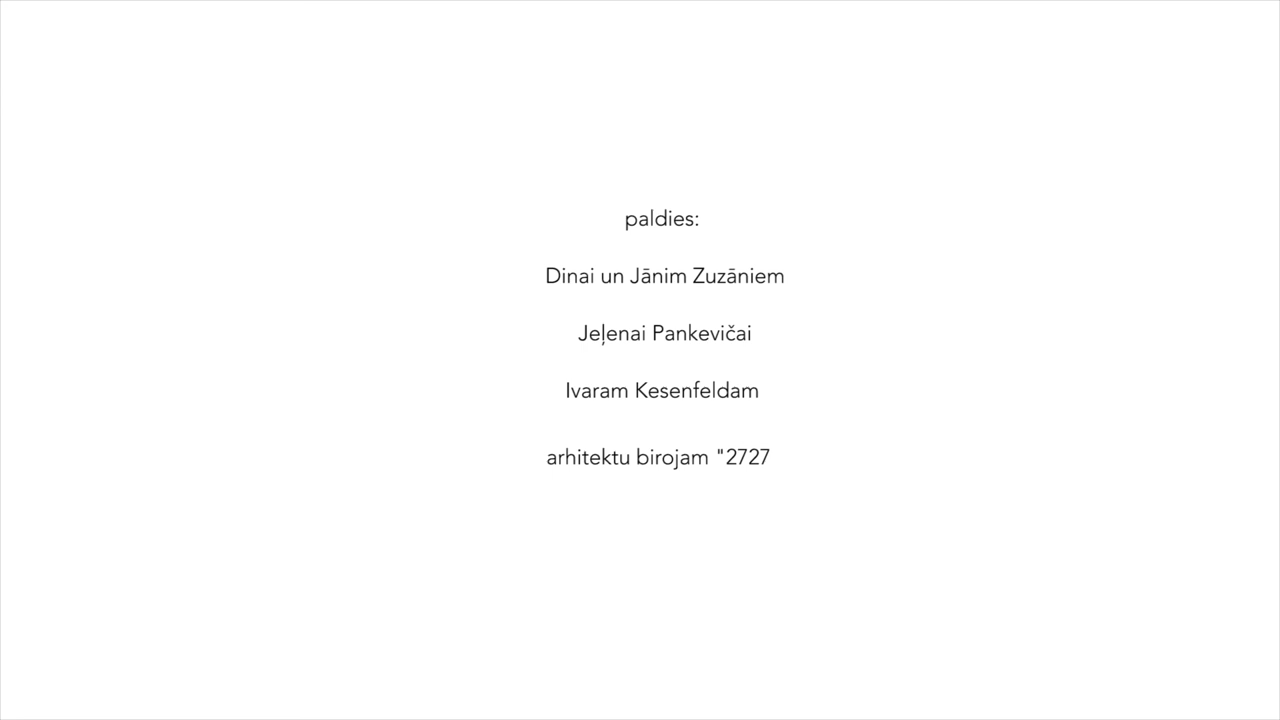 paldies:
Dinai un Jānim Zuzāniem
Jeļenai Pankevičai
Ivaram Kesenfeldam
arhitektu birojam "2727